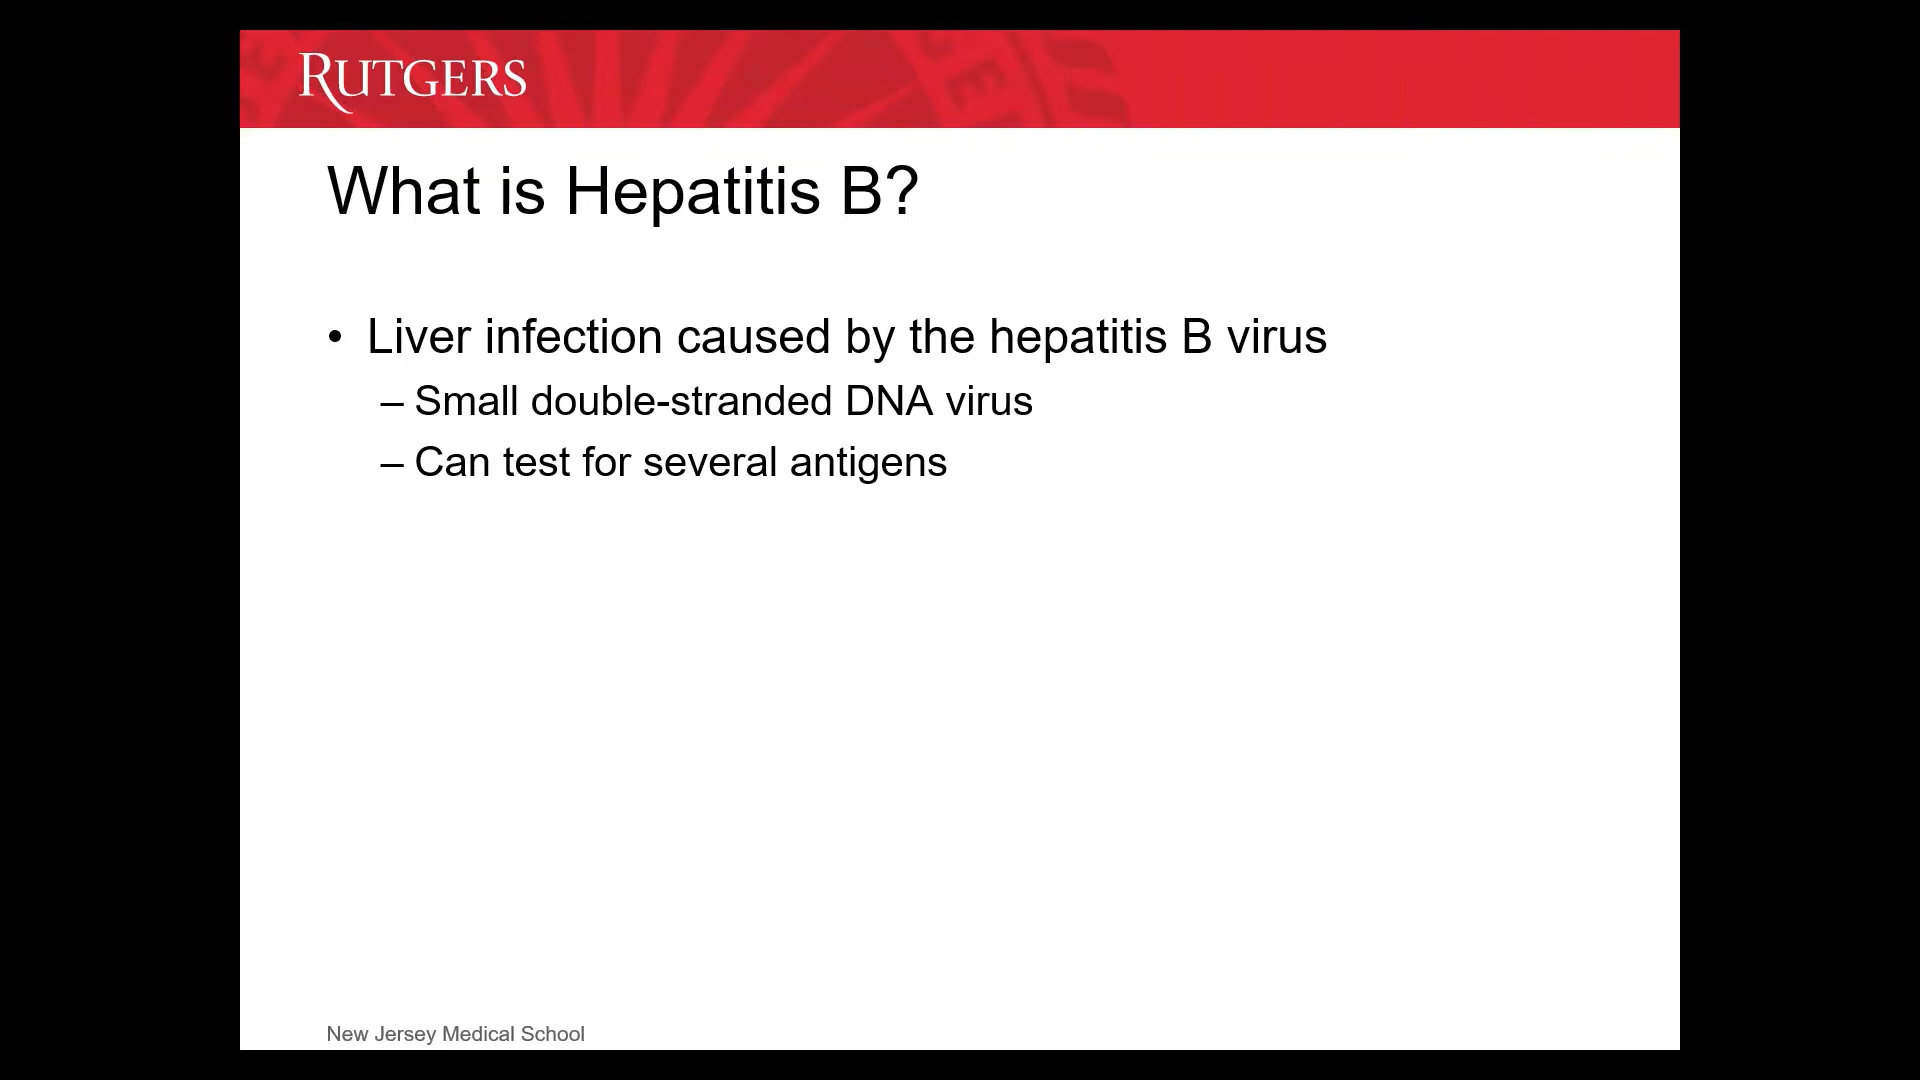 RUTGERS
What is Hepatitis B?
• Liver infection caused by the hepatitis B virus
– Small double-stranded DNA virus
– Can test for several antigens
New Jersey Medical School